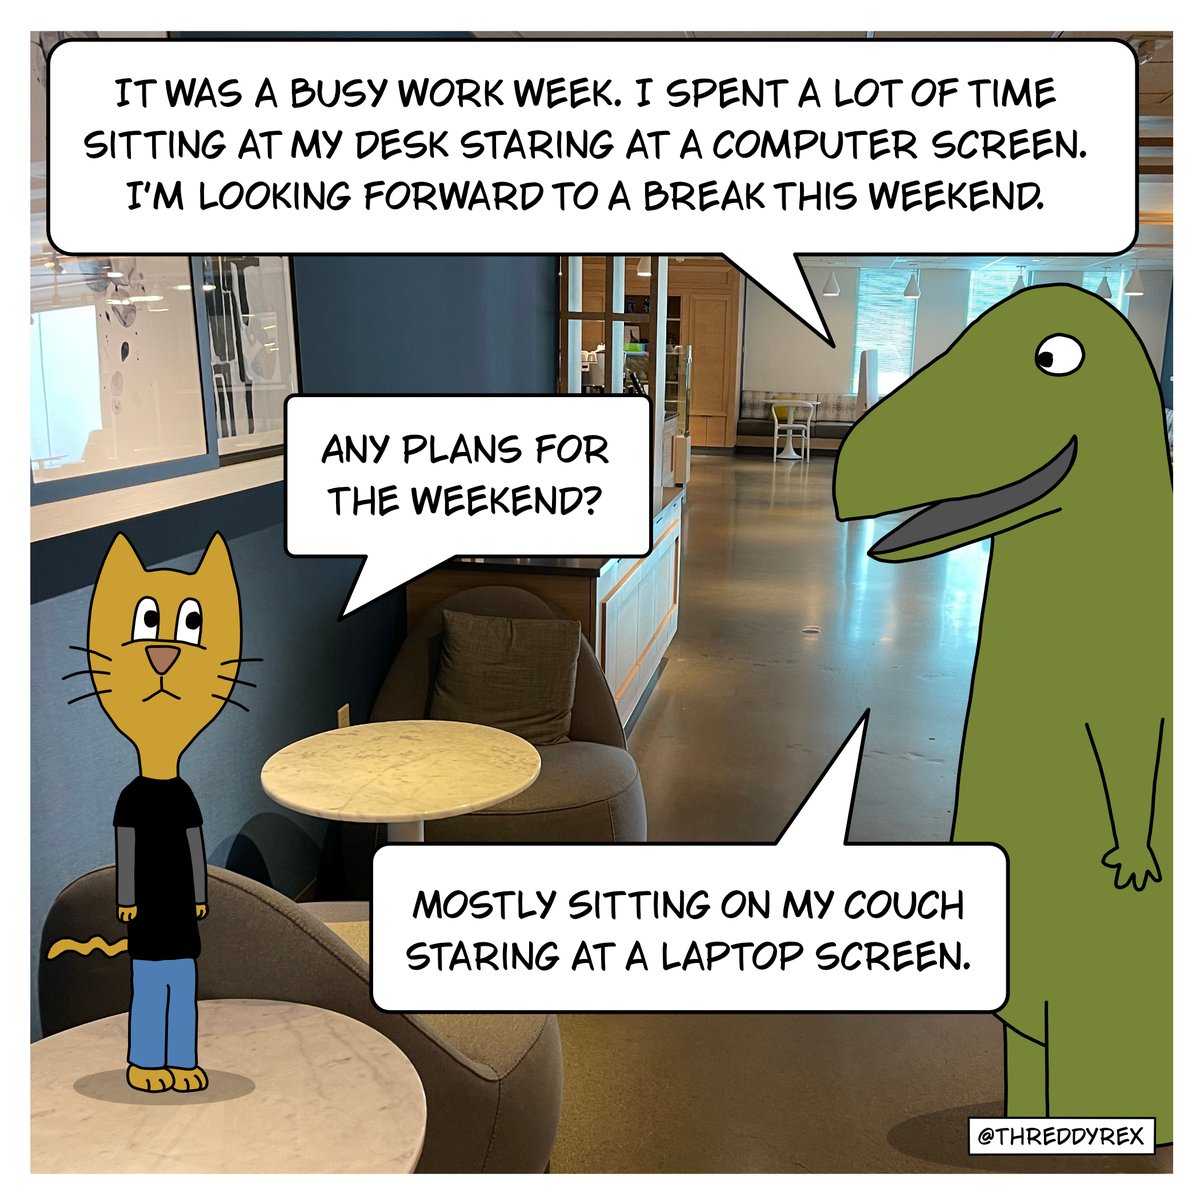 IT WAS A BUSY WORK WEEK. I SPENT A LOT OF TIME
SITTING AT MY DESK STARING AT A COMPUTER SCREEN.
I'M LOOKING FORWARD TO A BREAK THIS WEEKEND.
ANY PLANS FOR
THE WEEKEND?
MOSTLY SITTING ON MY COUCH
STARING AT A LAPTOP SCREEN.
@THREDDYREX